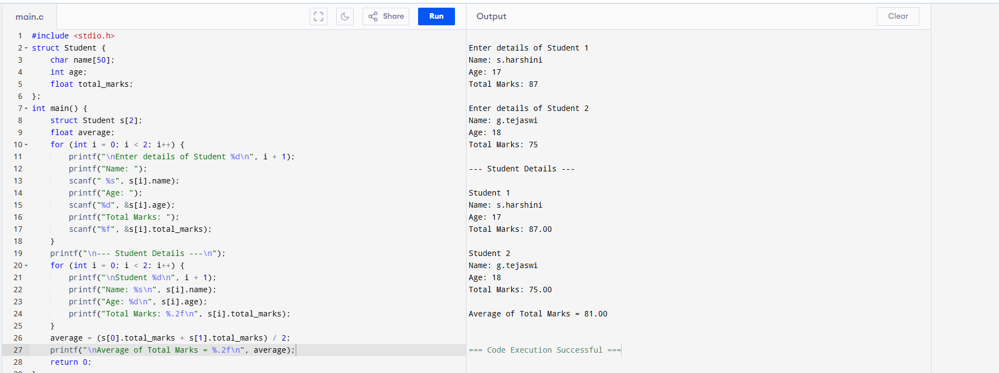 main.c
Share
Run
Output
Clear
1 #include <stdio.h>
2 struct Student {
3 char name[50];
4 int age;
5 float total_marks;
6 };
7 int main() {
8 struct Student s[2];
9 float average;
10 for (int i = 0; i < 2; i++) {
11 printf("\nEnter details of Student %d\n", i + 1);
12 printf("Name: ");
13 scanf(" %s", s[i].name);
14 printf("Age: ");
15 scanf("%d", &s[i].age);
16 printf("Total Marks: ");
17 scanf("%f", &s[i].total_marks);
18 }
19 printf("\n--- Student Details ---\n");
20 for (int i = 0; i < 2; i++) {
21 printf("\nStudent %d\n", i + 1);
22 printf("Name: %s\n", s[i].name);
23 printf("Age: %d\n", s[i].age);
24 printf("Total Marks: %.2f\n", s[i].total_marks);
25 }
26 average = (s[0].total_marks + s[1].total_marks) / 2;
27 printf("\nAverage of Total Marks = %.2f\n", average);
28 return 0;
Enter details of Student 1
Name: s.harshini
Age: 17
Total Marks: 87
Enter details of Student 2
Name: g.tejaswi
Age: 18
Total Marks: 75
--- Student Details ---
Student 1
Name: s.harshini
Age: 17
Total Marks: 87.00
Student 2
Name: g.tejaswi
Age: 18
Total Marks: 75.00
Average of Total Marks = 81.00
=== Code Execution Successful ===